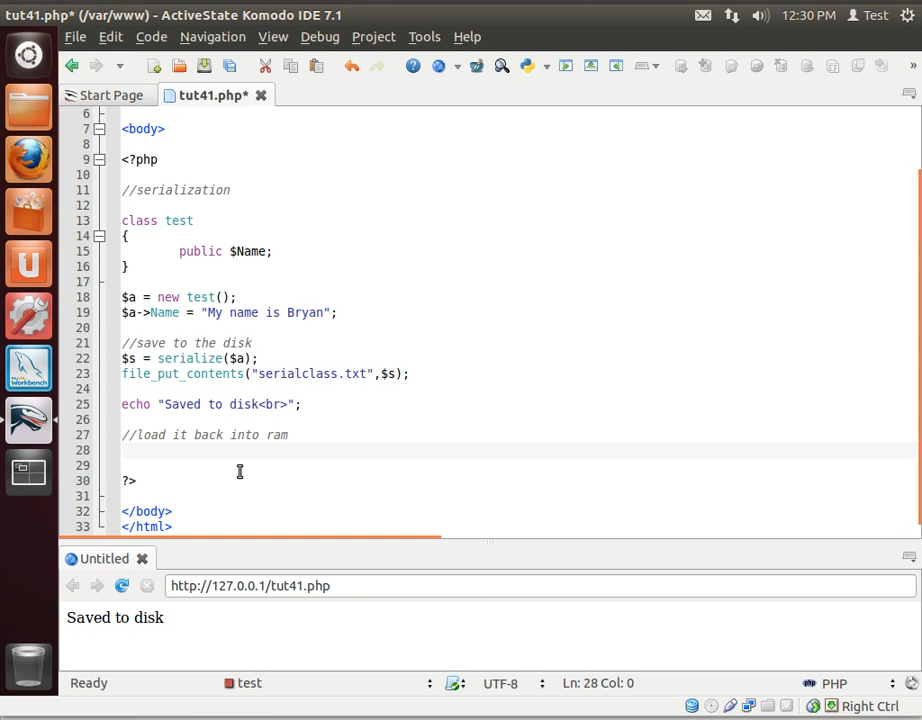 tut41.php* (/var/www) - ActiveState Komodo IDE 7.1
12:30 PM Test
File Edit Code Navigation View Debug Project Tools Help
Start Page tut41.php*
6
7 <body>
8
9 <?php
10
11 //serialization
12
13 class test
14 {
15 public $Name;
16 }
17
18 $a = new test();
19 $a->Name = "My name is Bryan";
20
21 //save to the disk
22 $s = serialize($a);
23 file_put_contents("serialclass.txt",$s);
24
25 echo "Saved to disk<br>";
26
27 //load it back into ram
28
29
30 ?>
31
32 </body>
33 </html>
Untitled
http://127.0.0.1/tut41.php
Saved to disk
Ready test UTF-8 Ln: 28 Col: 0 PHP
Right Ctrl
MySQL
Workbench